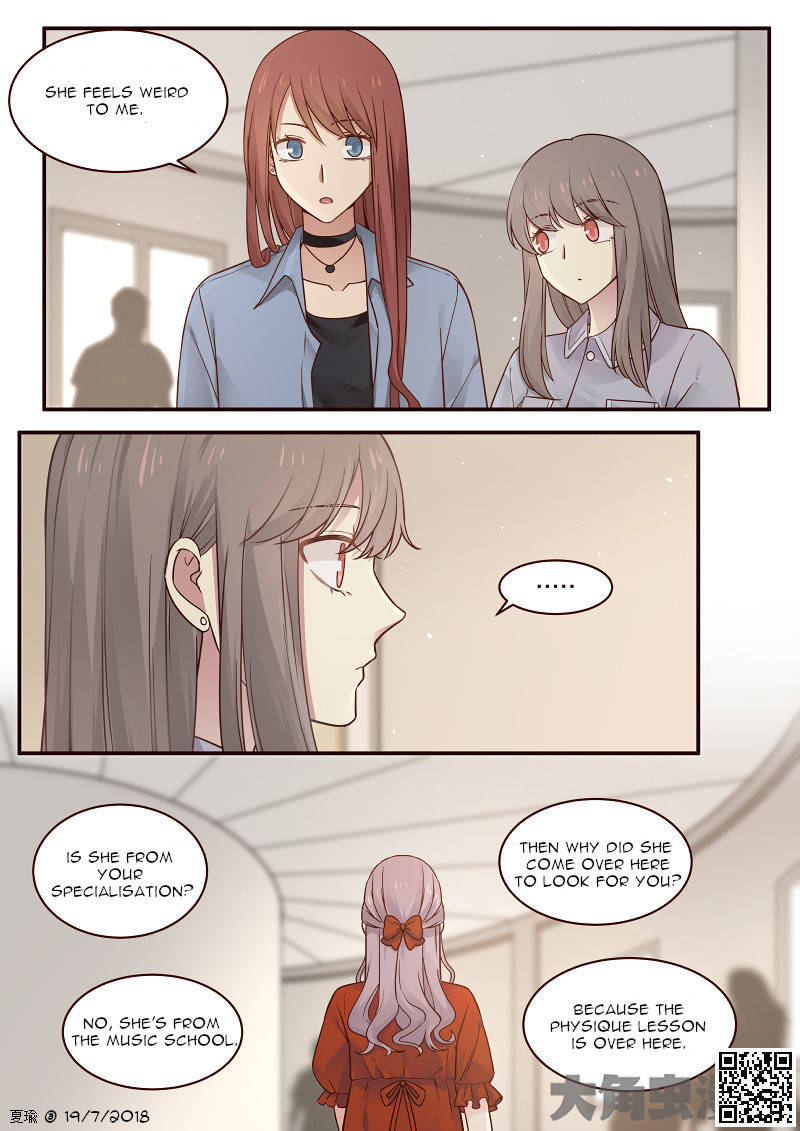 SHE FEELS WEIRD
TO ME.
.....
IS SHE FROM
YOUR
SPECIALISATION?
NO, SHE'S FROM
THE MUSIC SCHOOL.
THEN WHY DID SHE
COME OVER HERE
TO LOOK FOR YOU?
BECAUSE THE
PHYSIQUE LESSON
IS OVER HERE.
大角虫漫
夏瑜 19/7/2018